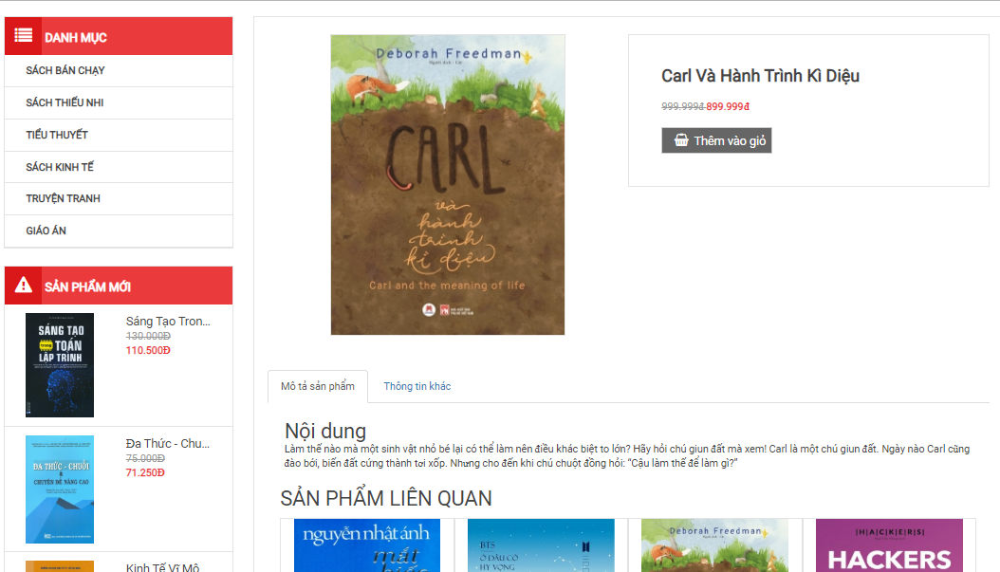 DANH MỤC
SÁCH BÁN CHẠY
SÁCH THIẾU NHI
TIỂU THUYẾT
SÁCH KINH TẾ
TRUYỆN TRANH
GIÁO ÁN
SẢN PHẨM MỚI
SÁNG TẠO
TOÁN
LẬP TRÌNH
Sáng Tạo Tron...
130.000Đ
110.500Đ
ĐA THỨC - CHUỖI
&
CHUYÊN ĐỀ NÂNG CAO
Đa Thức - Chu...
75.000Đ
71.250Đ
Kinh Tế Vĩ Mô
Deborah Freedman
CARL
và
hành
trình
kì diệu
Carl and the meaning of life
Carl Và Hành Trình Kì Diệu
999.999đ 899.999đ
Thêm vào giỏ
Mô tả sản phẩm
Thông tin khác
Nội dung
Làm thế nào mà một sinh vật nhỏ bé lại có thể làm nên điều khác biệt to lớn? Hãy hỏi chú giun đất mà xem! Carl là một chú giun đất. Ngày nào Carl cũng
đào bới, biến đất cứng thành tơi xốp. Nhưng cho đến khi chú chuột đồng hỏi: “Cậu làm thế để làm gì?”
SẢN PHẨM LIÊN QUAN
nguyễn nhật ánh
mắt
BTS
Ở ĐÂU CÓ
HY VỌNG
Deborah Freedman
|H|A|C|K|E|R|S|
HACKERS